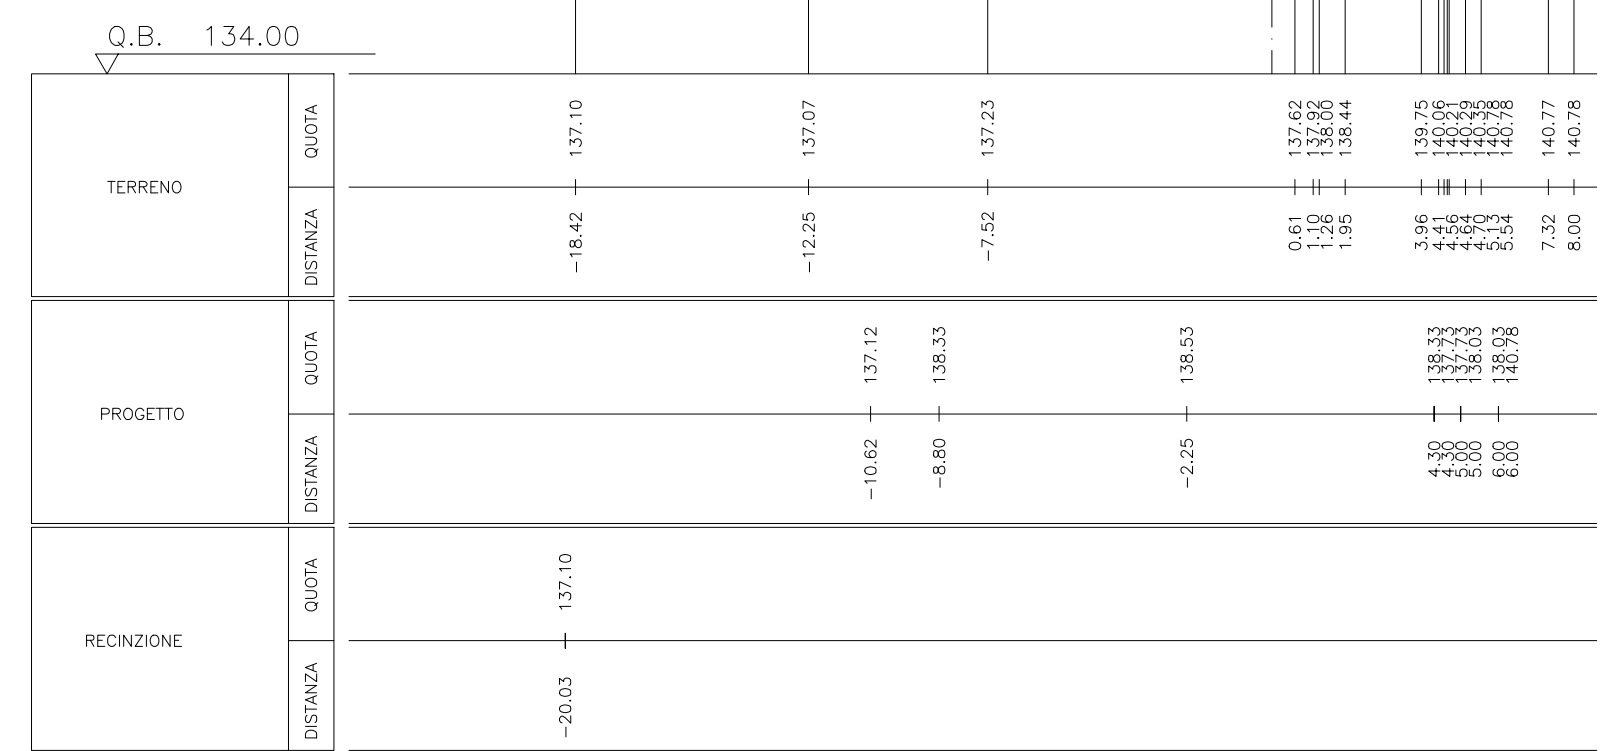 Q.B. 134.00
TERRENO
QUOTA
137.10 137.07 137.23 137.62 137.92 138.00 138.44 139.75 140.06 140.21 140.29 140.35 140.78 140.78 140.77 140.78
DISTANZA
-18.42 -12.25 -7.52 0.61 1.10 1.26 1.95 3.96 4.41 4.56 4.64 4.70 5.13 5.54 7.32 8.00
PROGETTO
QUOTA
137.12 138.33 138.53 138.33 137.73 137.73 138.03 138.03 140.78
DISTANZA
-10.62 -8.80 -2.25 4.30 4.30 5.00 5.00 6.00 6.00
RECINZIONE
QUOTA
137.10
DISTANZA
-20.03